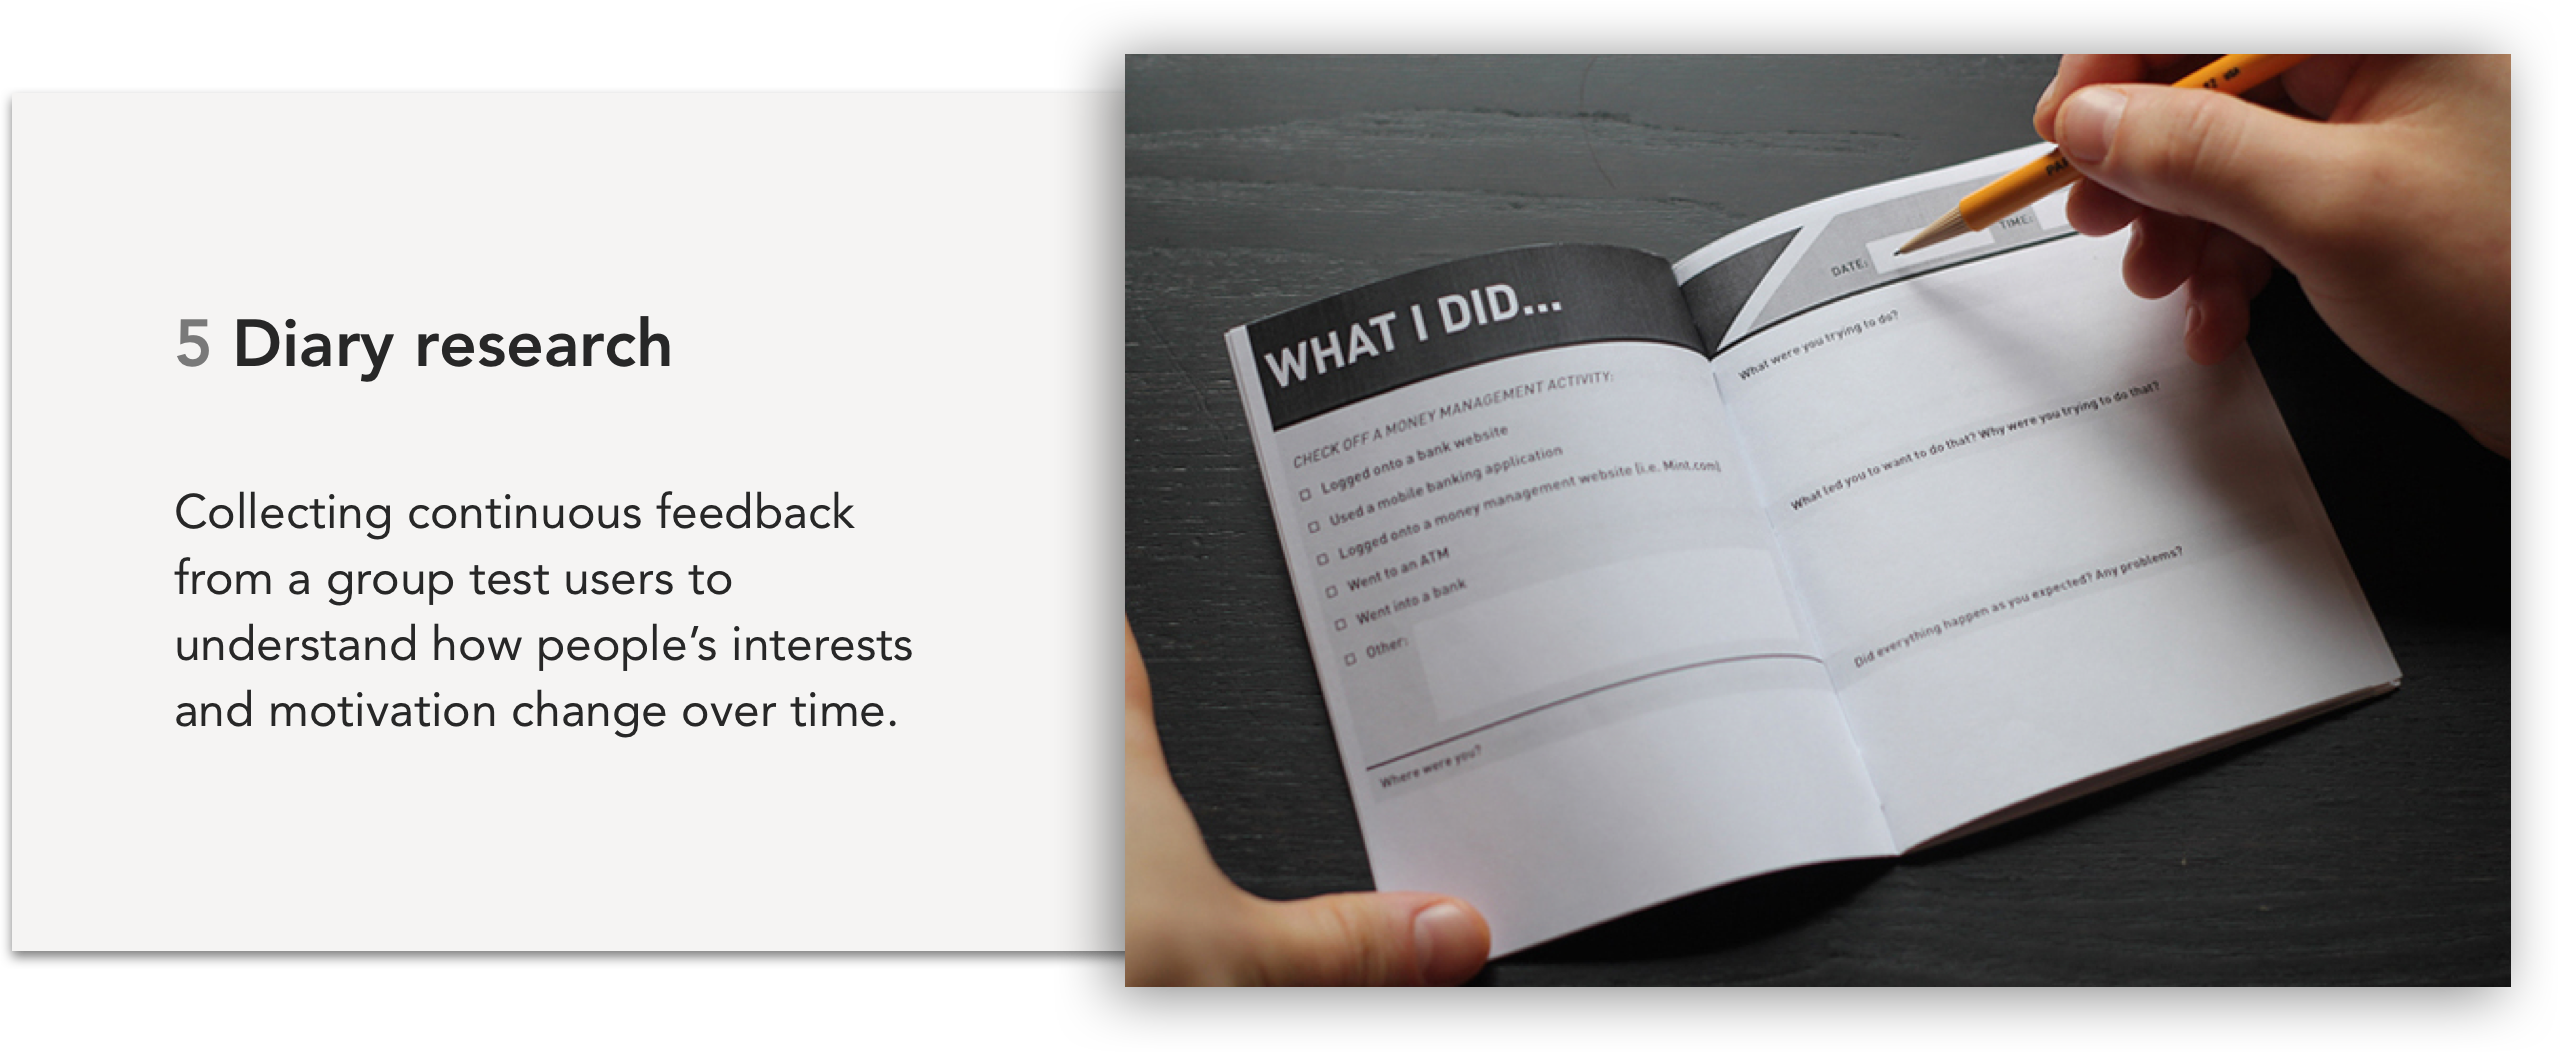 5 Diary research
Collecting continuous feedback
from a group test users to
understand how people’s interests
and motivation change over time.
WHAT I DID...
CHECK OFF A MONEY MANAGEMENT ACTIVITY:
Logged onto a bank website
Used a mobile banking application
Logged onto a money management website (i.e. Mint.com)
Went to an ATM
Went into a bank
Other:
Where were you?
DATE:
TIME:
What were you trying to do?
What led you to want to do that? Why were you trying to do that?
Did everything happen as you expected? Any problems?